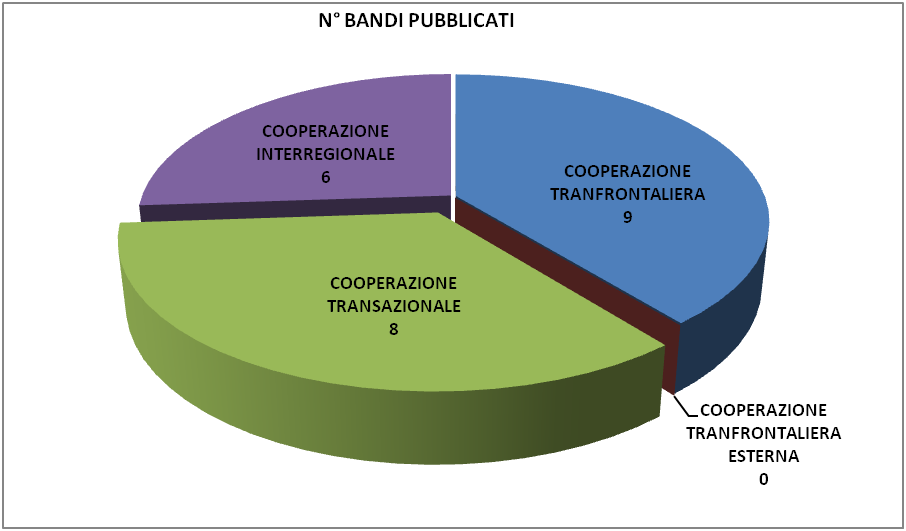 N° BANDI PUBBLICATI
COOPERAZIONE
INTERREGIONALE
6
COOPERAZIONE
TRANFRONTALIERA
9
COOPERAZIONE
TRANSAZIONALE
8
COOPERAZIONE
TRANFRONTALIERA
ESTERNA
0